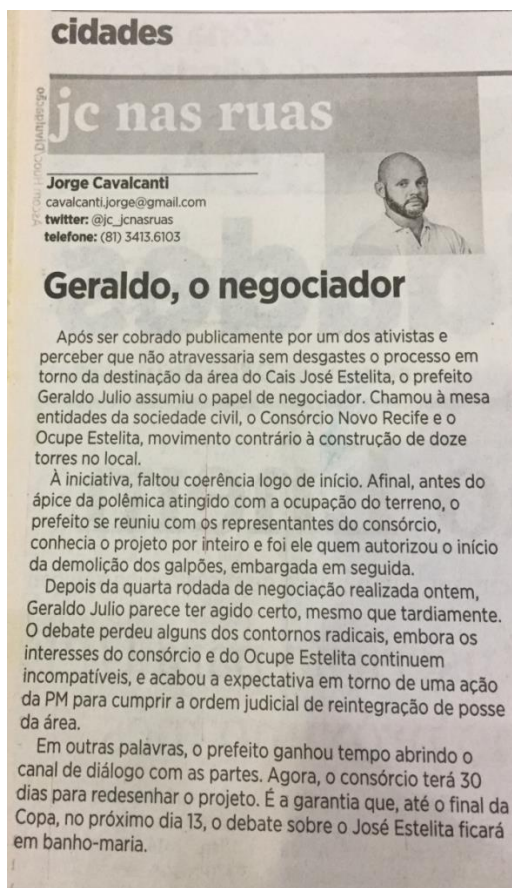 cidades
jc nas ruas
Jorge Cavalcanti
cavalcanti.jorge@gmail.com
twitter: @jc_jcnasruas
telefone: (81) 3413.6103
Geraldo, o negociador
Após ser cobrado publicamente por um dos ativistas e
perceber que não atravessaria sem desgastes o processo em
torno da destinação da área do Cais José Estelita, o prefeito
Geraldo Julio assumiu o papel de negociador. Chamou à mesa
entidades da sociedade civil, o Consórcio Novo Recife e o
Ocupe Estelita, movimento contrário à construção de doze
torres no local.
À iniciativa, faltou coerência logo de início. Afinal, antes do
ápice da polêmica atingido com a ocupação do terreno, o
prefeito se reuniu com os representantes do consórcio,
conhecia o projeto por inteiro e foi ele quem autorizou o início
da demolição dos galpões, embargada em seguida.
Depois da quarta rodada de negociação realizada ontem,
Geraldo Julio parece ter agido certo, mesmo que tardiamente.
O debate perdeu alguns dos contornos radicais, embora os
interesses do consórcio e do Ocupe Estelita continuem
incompatíveis, e acabou a expectativa em torno de uma ação
da PM para cumprir a ordem judicial de reintegração de posse
da área.
Em outras palavras, o prefeito ganhou tempo abrindo o
canal de diálogo com as partes. Agora, o consórcio terá 30
dias para redesenhar o projeto. É a garantia que, até o final da
Copa, no próximo dia 13, o debate sobre o José Estelita ficará
em banho-maria.